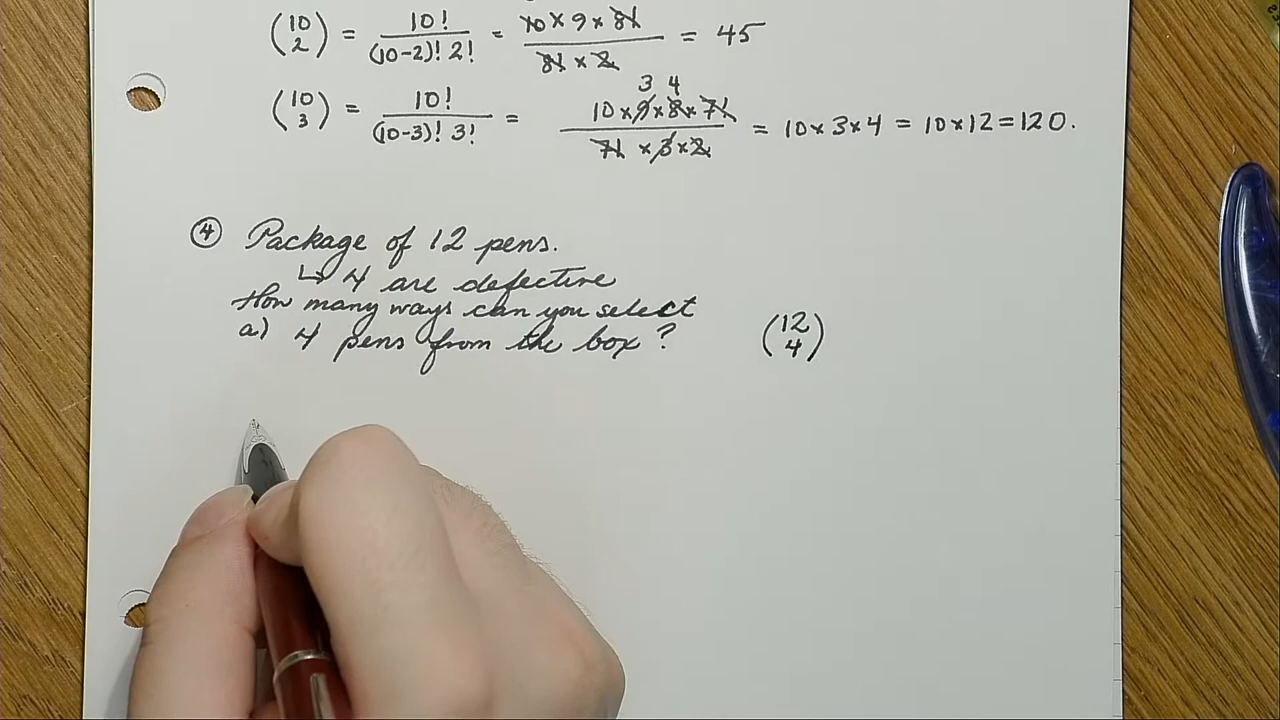 (10 2) = 10! / (10-2)! 2! = 10 × 9 × 8! / 8! × 2 = 45
(10 3) = 10! / (10-3)! 3! = 10 × 9 × 8 × 7! / 7! × 3 × 2 = 10 × 3 × 4 = 10 × 12 = 120.
3 4
④ Package of 12 pens.
↳ 4 are defective
How many ways can you select
a) 4 pens from the box? (12 4)